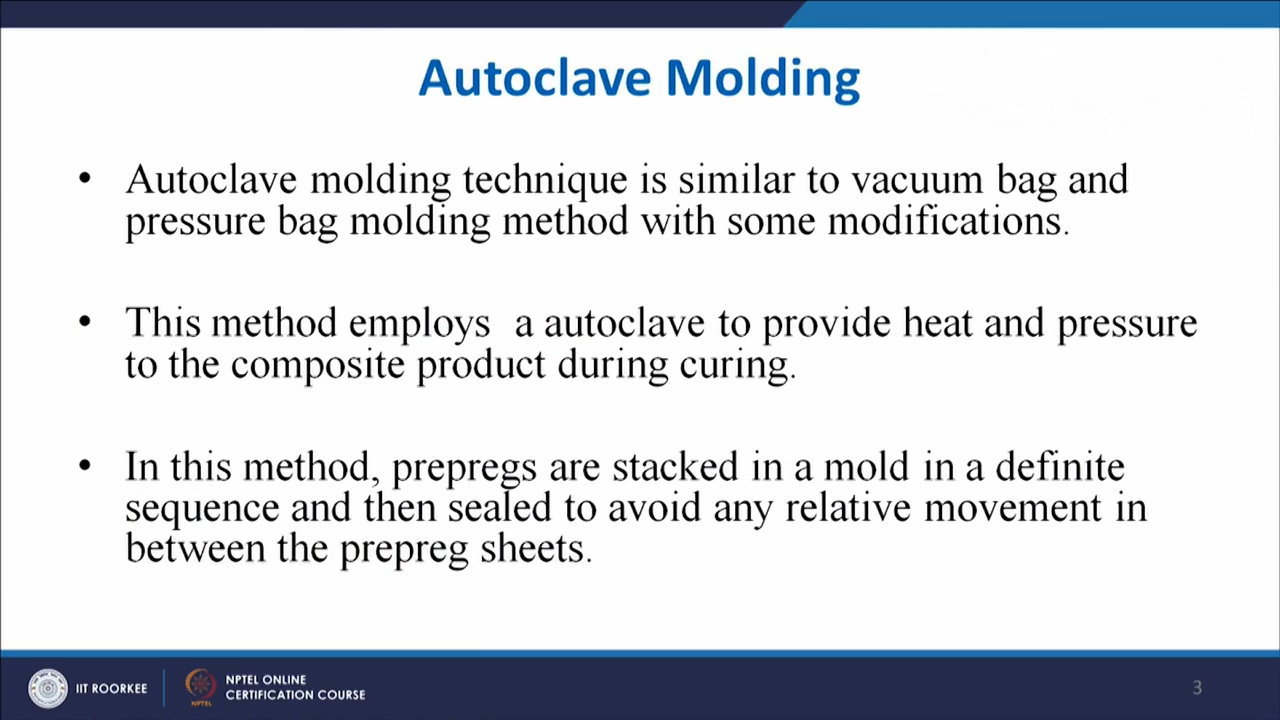 Autoclave Molding
• Autoclave molding technique is similar to vacuum bag and
pressure bag molding method with some modifications.
• This method employs a autoclave to provide heat and pressure
to the composite product during curing.
• In this method, prepregs are stacked in a mold in a definite
sequence and then sealed to avoid any relative movement in
between the prepreg sheets.
IIT ROORKEE
NPTEL
NPTEL ONLINE
CERTIFICATION COURSE
3